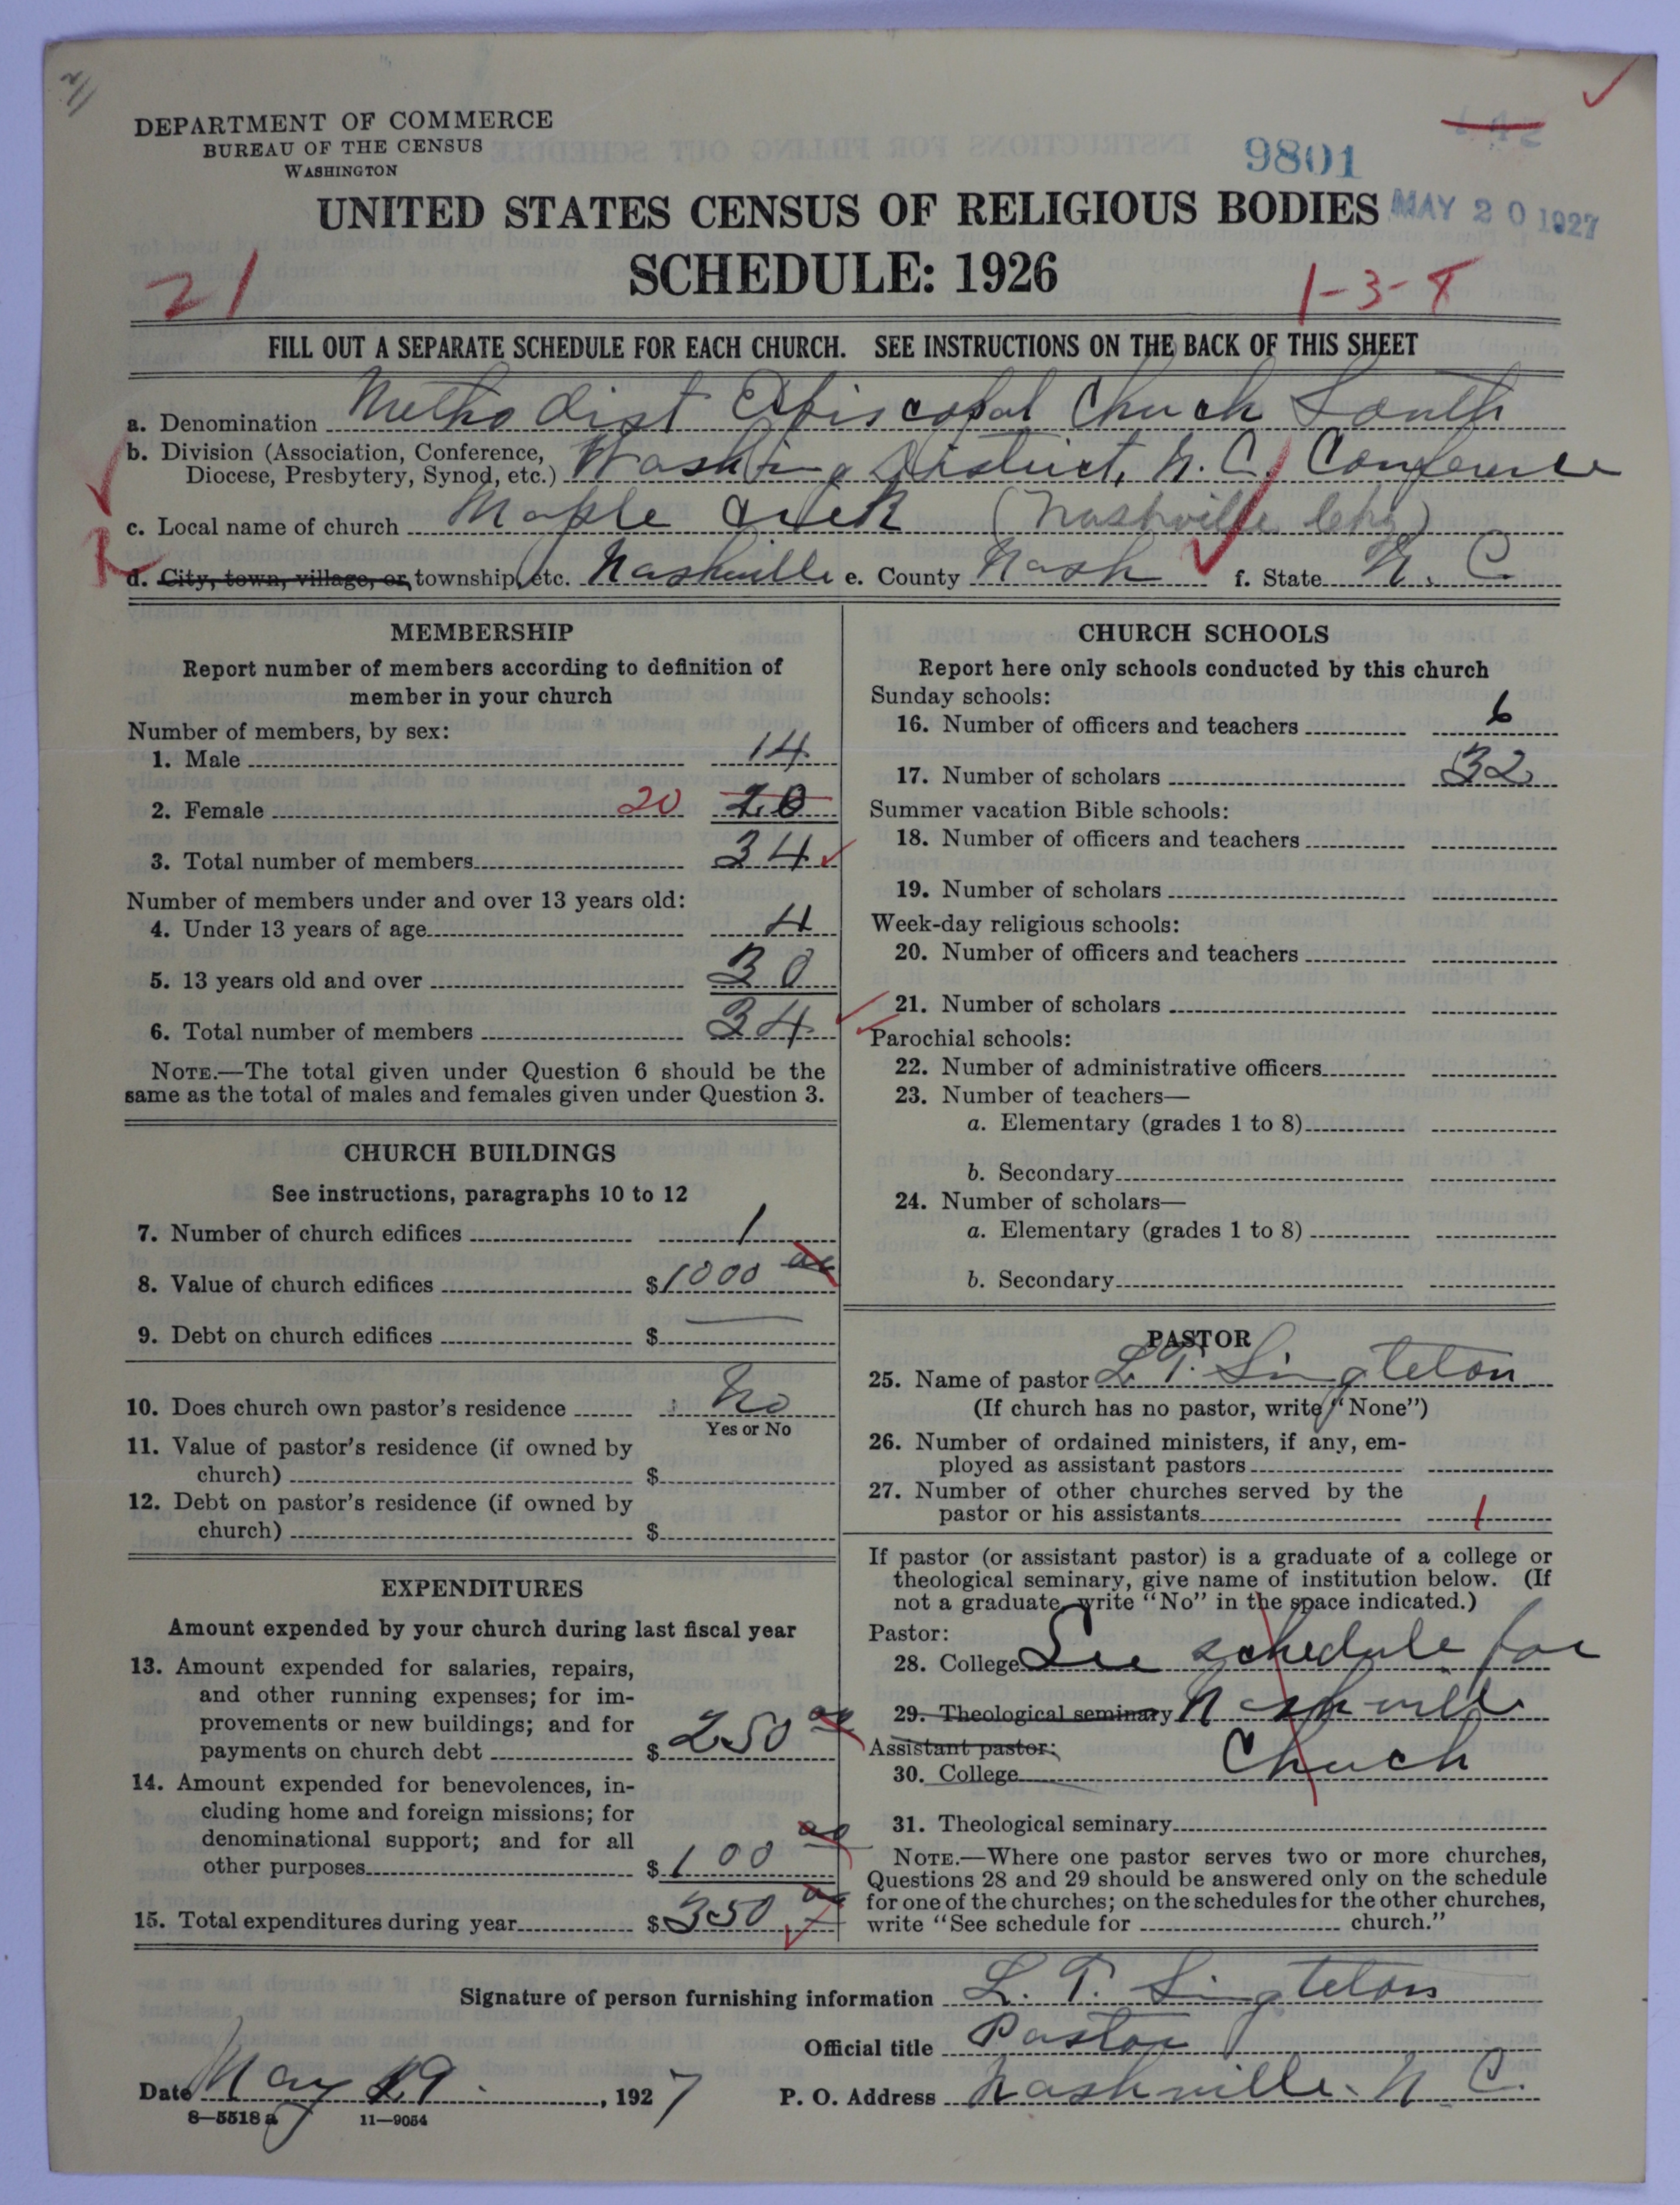 DEPARTMENT OF COMMERCE
BUREAU OF THE CENSUS
WASHINGTON
9801
UNITED STATES CENSUS OF RELIGIOUS BODIES
MAY 20 1927
SCHEDULE: 1926
21
1-3-8
FILL OUT A SEPARATE SCHEDULE FOR EACH CHURCH. SEE INSTRUCTIONS ON THE BACK OF THIS SHEET
a. Denomination Methodist Episcopal Church South
b. Division (Association, Conference, Diocese, Presbytery, Synod, etc.) Washing District, N.C. Conference
c. Local name of church Maple Creek (Nashville Chg)
d. City, town, village, or township, etc. Nashville e. County Nash f. State N. C.
MEMBERSHIP
Report number of members according to definition of
member in your church
Number of members, by sex:
1. Male 14
2. Female 20 20
3. Total number of members 34
Number of members under and over 13 years old:
4. Under 13 years of age 4
5. 13 years old and over 30
6. Total number of members 34
NOTE.—The total given under Question 6 should be the
same as the total of males and females given under Question 3.
CHURCH BUILDINGS
See instructions, paragraphs 10 to 12
7. Number of church edifices 1
8. Value of church edifices $1000 00
9. Debt on church edifices $
10. Does church own pastor's residence No
Yes or No
11. Value of pastor's residence (if owned by
church) $
12. Debt on pastor's residence (if owned by
church) $
EXPENDITURES
Amount expended by your church during last fiscal year
13. Amount expended for salaries, repairs,
and other running expenses; for im-
provements or new buildings; and for
payments on church debt $250 00
14. Amount expended for benevolences, in-
cluding home and foreign missions; for
denominational support; and for all
other purposes $100 00
15. Total expenditures during year $350 00
CHURCH SCHOOLS
Report here only schools conducted by this church
Sunday schools:
16. Number of officers and teachers 6
17. Number of scholars 32
Summer vacation Bible schools:
18. Number of officers and teachers
19. Number of scholars
Week-day religious schools:
20. Number of officers and teachers
21. Number of scholars
Parochial schools:
22. Number of administrative officers
23. Number of teachers—
a. Elementary (grades 1 to 8)
b. Secondary
24. Number of scholars—
a. Elementary (grades 1 to 8)
b. Secondary
PASTOR
25. Name of pastor L. T. Singleton
(If church has no pastor, write "None")
26. Number of ordained ministers, if any, em-
ployed as assistant pastors
27. Number of other churches served by the
pastor or his assistants 1
If pastor (or assistant pastor) is a graduate of a college or
theological seminary, give name of institution below. (If
not a graduate, write "No" in the space indicated.)
Pastor:
28. College See schedule for
29. Theological seminary Nashville
Assistant pastor:
30. College Church
31. Theological seminary
NOTE.—Where one pastor serves two or more churches,
Questions 28 and 29 should be answered only on the schedule
for one of the churches; on the schedules for the other churches,
write "See schedule for church."
Signature of person furnishing information L. T. Singleton
Official title Pastor
Date May 19, 1927 P. O. Address Nashville. N. C.
8—5518 a 11—9054